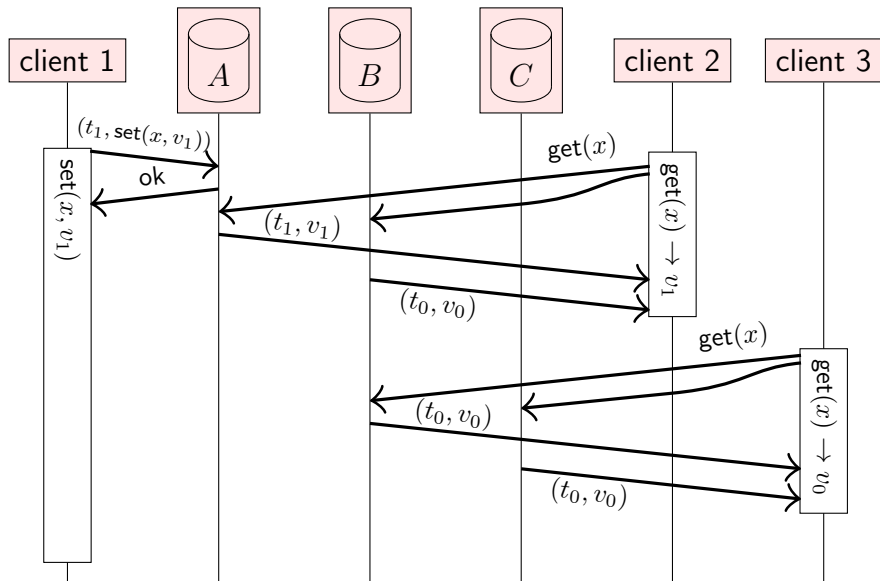 client 1
A
B
C
client 2
client 3
(t₁, set(x, v₁))
ok
set(x, v₁)
get(x)
(t₁, v₁)
(t₀, v₀)
get(x) → v₁
get(x)
(t₀, v₀)
(t₀, v₀)
get(x) → v₀